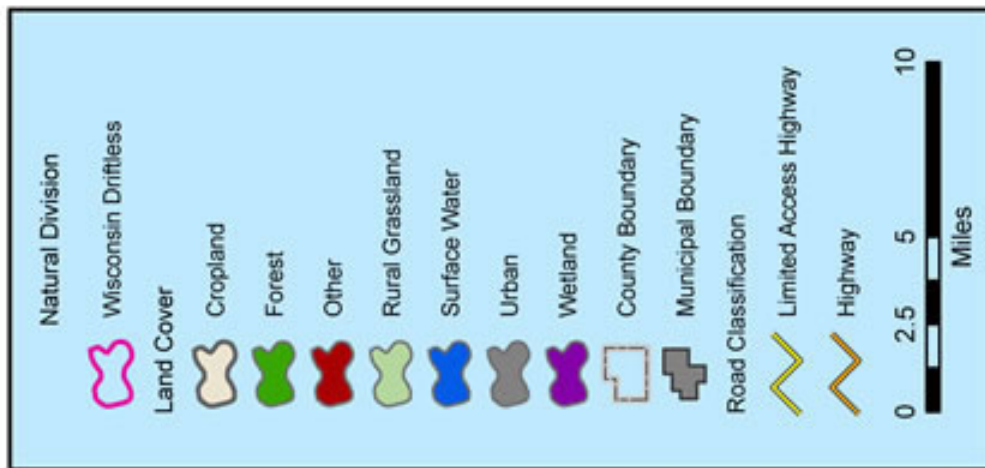 Natural Division
Wisconsin Driftless
Land Cover
Cropland
Forest
Other
Rural Grassland
Surface Water
Urban
Wetland
County Boundary
Municipal Boundary
Road Classification
Limited Access Highway
Highway
0 2.5 5 10
Miles